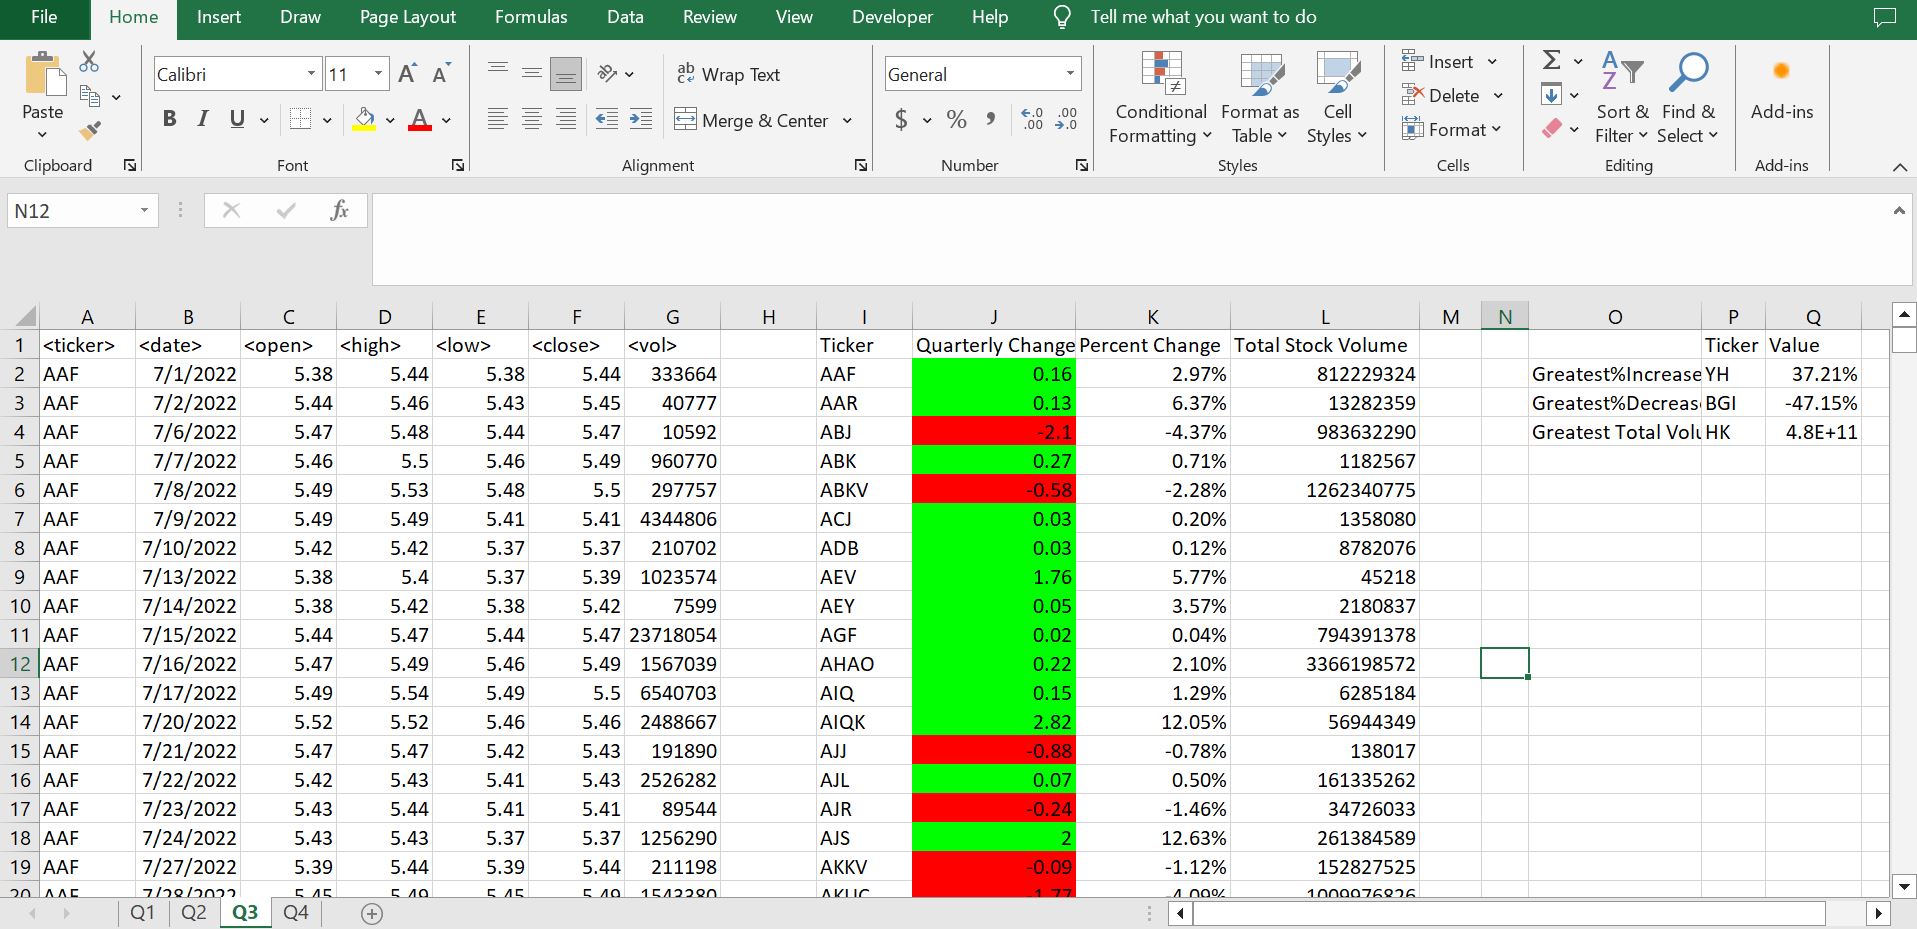 File Home Insert Draw Page Layout Formulas Data Review View Developer Help Tell me what you want to do
Calibri 11 A A ab Wrap Text General Insert
Paste B I U A Merge & Center $ % , .0 .00 .00 .0 Conditional Formatting Format as Table Cell Styles Delete Format Sort & Filter Find & Select Add-ins
Clipboard Font Alignment Number Styles Cells Editing Add-ins
N12 fx
A B C D E F G H I J K L M N O P Q
1 <ticker> <date> <open> <high> <low> <close> <vol> Ticker Quarterly Change Percent Change Total Stock Volume Ticker Value
2 AAF 7/1/2022 5.38 5.44 5.38 5.44 333664 AAF 0.16 2.97% 812229324 Greatest%Increase YH 37.21%
3 AAF 7/2/2022 5.44 5.46 5.43 5.45 40777 AAR 0.13 6.37% 13282359 Greatest%Decreas BGI -47.15%
4 AAF 7/6/2022 5.47 5.48 5.44 5.47 10592 ABJ -2.1 -4.37% 983632290 Greatest Total Volu HK 4.8E+11
5 AAF 7/7/2022 5.46 5.5 5.46 5.49 960770 ABK 0.27 0.71% 1182567
6 AAF 7/8/2022 5.49 5.53 5.48 5.5 297757 ABKV -0.58 -2.28% 1262340775
7 AAF 7/9/2022 5.49 5.49 5.41 5.41 4344806 ACJ 0.03 0.20% 1358080
8 AAF 7/10/2022 5.42 5.42 5.37 5.37 210702 ADB 0.03 0.12% 8782076
9 AAF 7/13/2022 5.38 5.4 5.37 5.39 1023574 AEV 1.76 5.77% 45218
10 AAF 7/14/2022 5.38 5.42 5.38 5.42 7599 AEY 0.05 3.57% 2180837
11 AAF 7/15/2022 5.44 5.47 5.44 5.47 23718054 AGF 0.02 0.04% 794391378
12 AAF 7/16/2022 5.47 5.49 5.46 5.49 1567039 AHAO 0.22 2.10% 3366198572
13 AAF 7/17/2022 5.49 5.54 5.49 5.5 6540703 AIQ 0.15 1.29% 6285184
14 AAF 7/20/2022 5.52 5.52 5.46 5.46 2488667 AIQK 2.82 12.05% 56944349
15 AAF 7/21/2022 5.47 5.47 5.42 5.43 191890 AJJ -0.88 -0.78% 138017
16 AAF 7/22/2022 5.42 5.43 5.41 5.43 2526282 AJL 0.07 0.50% 161335262
17 AAF 7/23/2022 5.43 5.44 5.41 5.41 89544 AJR -0.24 -1.46% 34726033
18 AAF 7/24/2022 5.43 5.43 5.37 5.37 1256290 AJS 2 12.63% 261384589
19 AAF 7/27/2022 5.39 5.44 5.39 5.44 211198 AKKV -0.09 -1.12% 152827525
20 AAF 7/28/2022 5.45 5.49 5.45 5.49 1543380 -1.77 -4.09% 1009976826
Q1 Q2 Q3 Q4